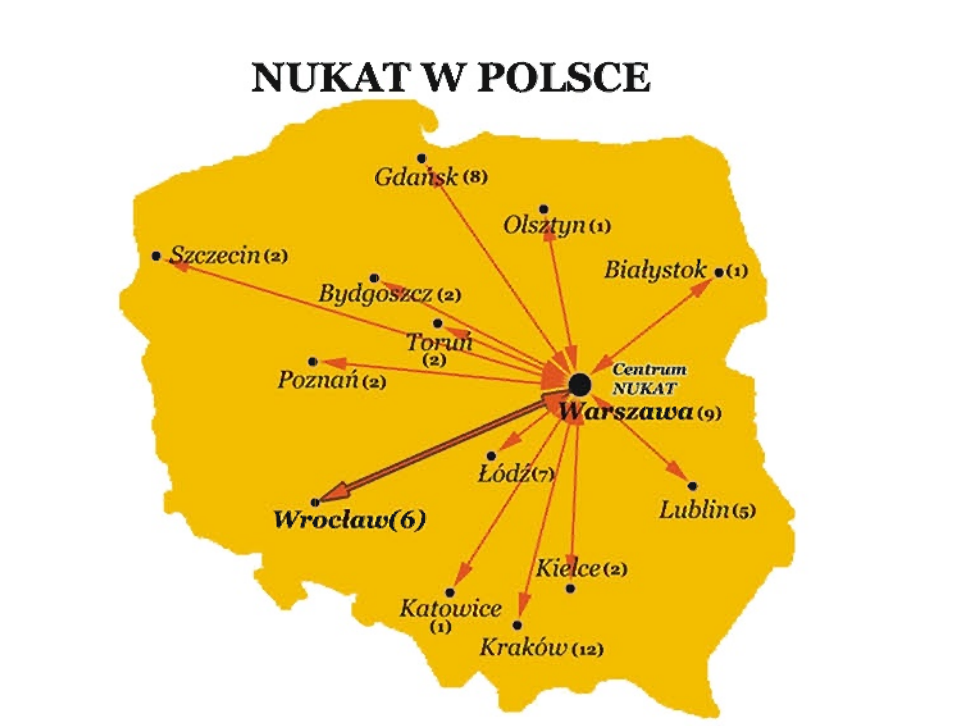 NUKAT W POLSCE
Gdańsk (8)
Olsztyn (1)
Szczecin (2)
Białystok (1)
Bydgoszcz (2)
Toruń
(2)
Centrum
NUKAT
Poznań (2)
Warszawa (9)
Łódź (7)
Lublin (5)
Wrocław(6)
Kielce (2)
Katowice
(1)
Kraków (12)